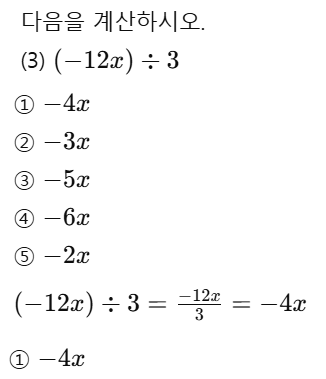 다음을 계산하시오.
(3) (−12x) ÷ 3
① −4x
② −3x
③ −5x
④ −6x
⑤ −2x
(−12x) ÷ 3 = \frac{−12x}{3} = −4x
① −4x